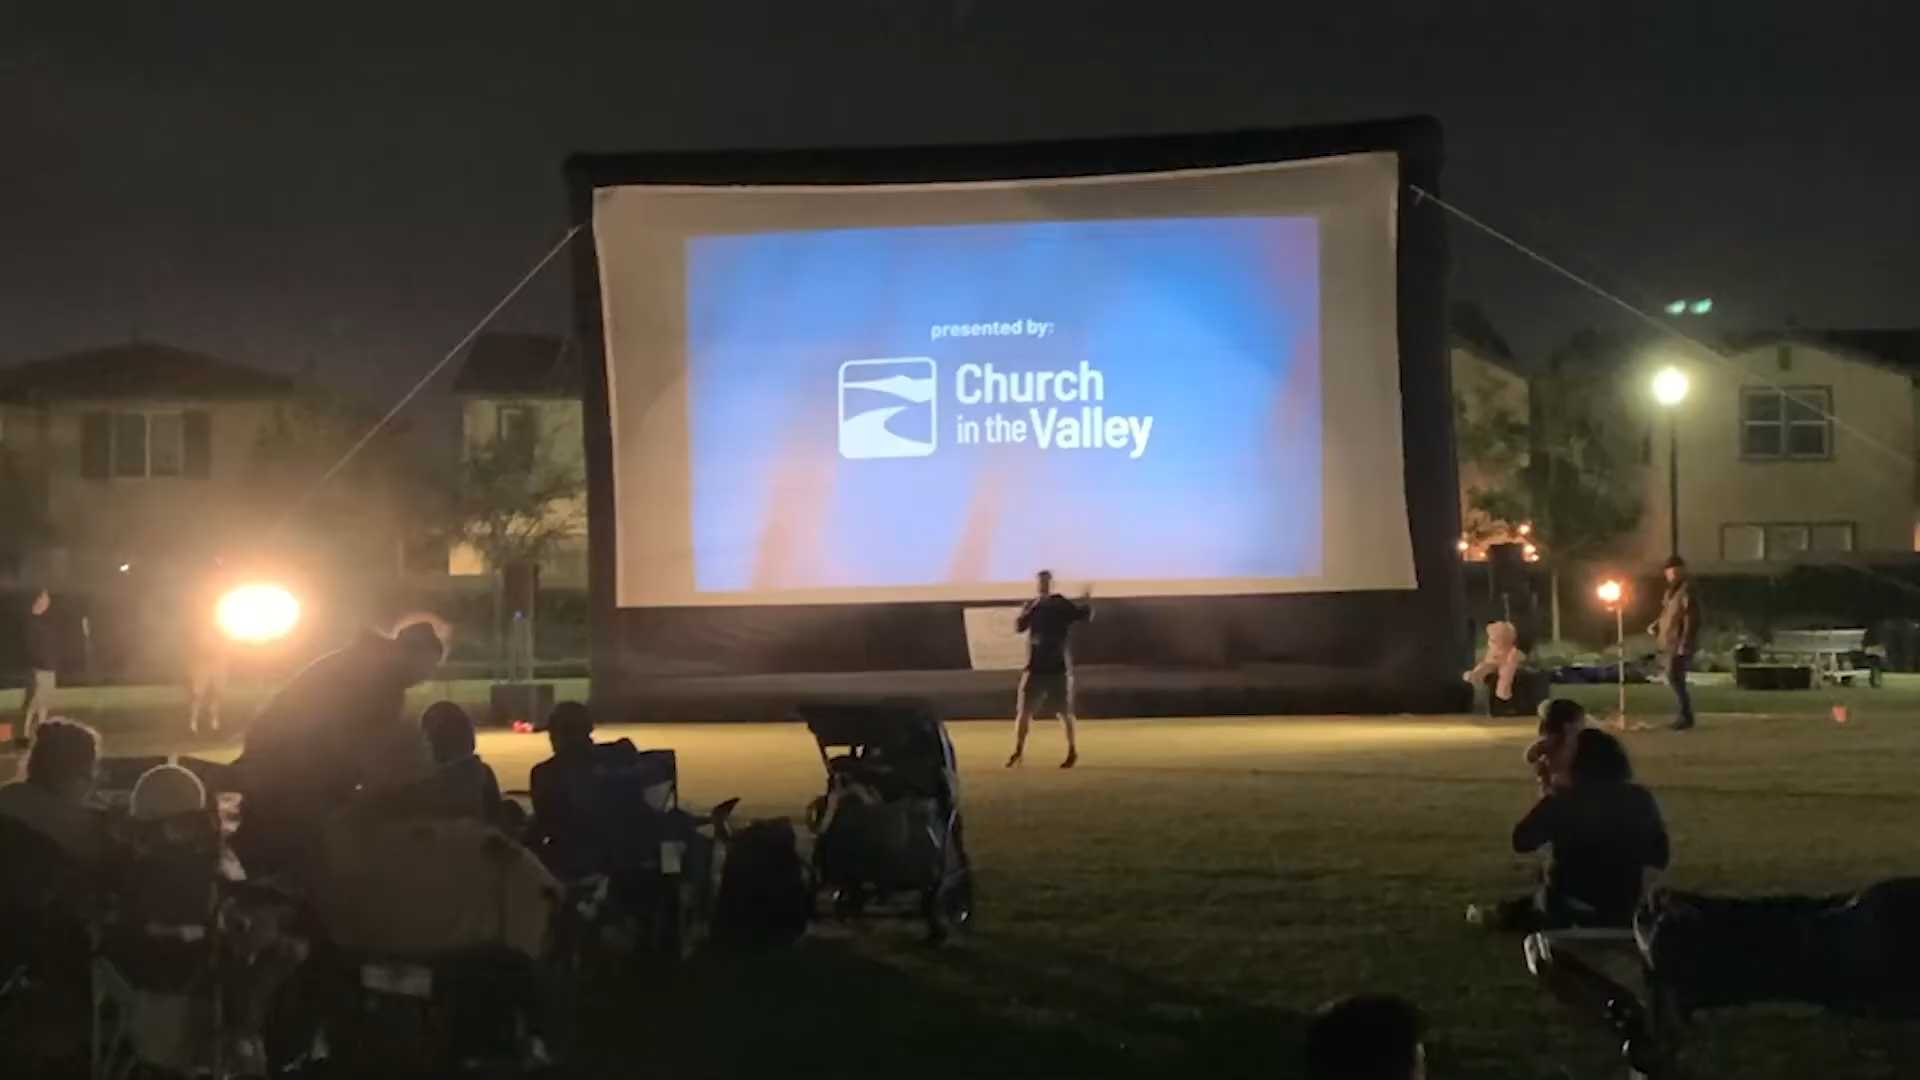 presented by:
Church
in the Valley